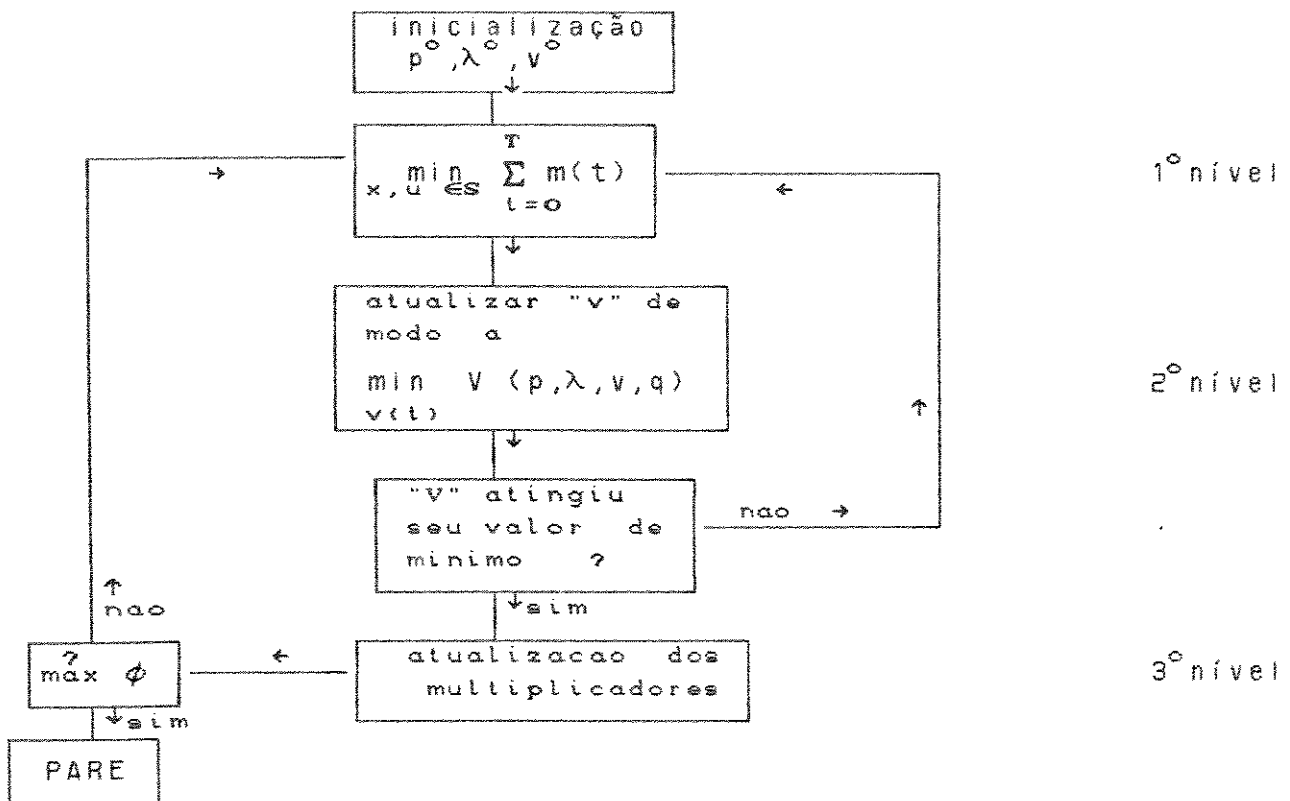 inicialização
p° , λ° , v°
↓
T
→ min Σ m(t) ← 1° nível
x , u ∈S t=0
↓
atualizar "v" de
modo a
min V (p,λ,v,q) 2° nível
v(t)
↑
↓
"V" atingiu
seu valor de
minimo ?
nao →
↓sim
↑
nao
?
máx ϕ
←
atualizacao dos
multiplicadores
3° nível
↓sim
PARE